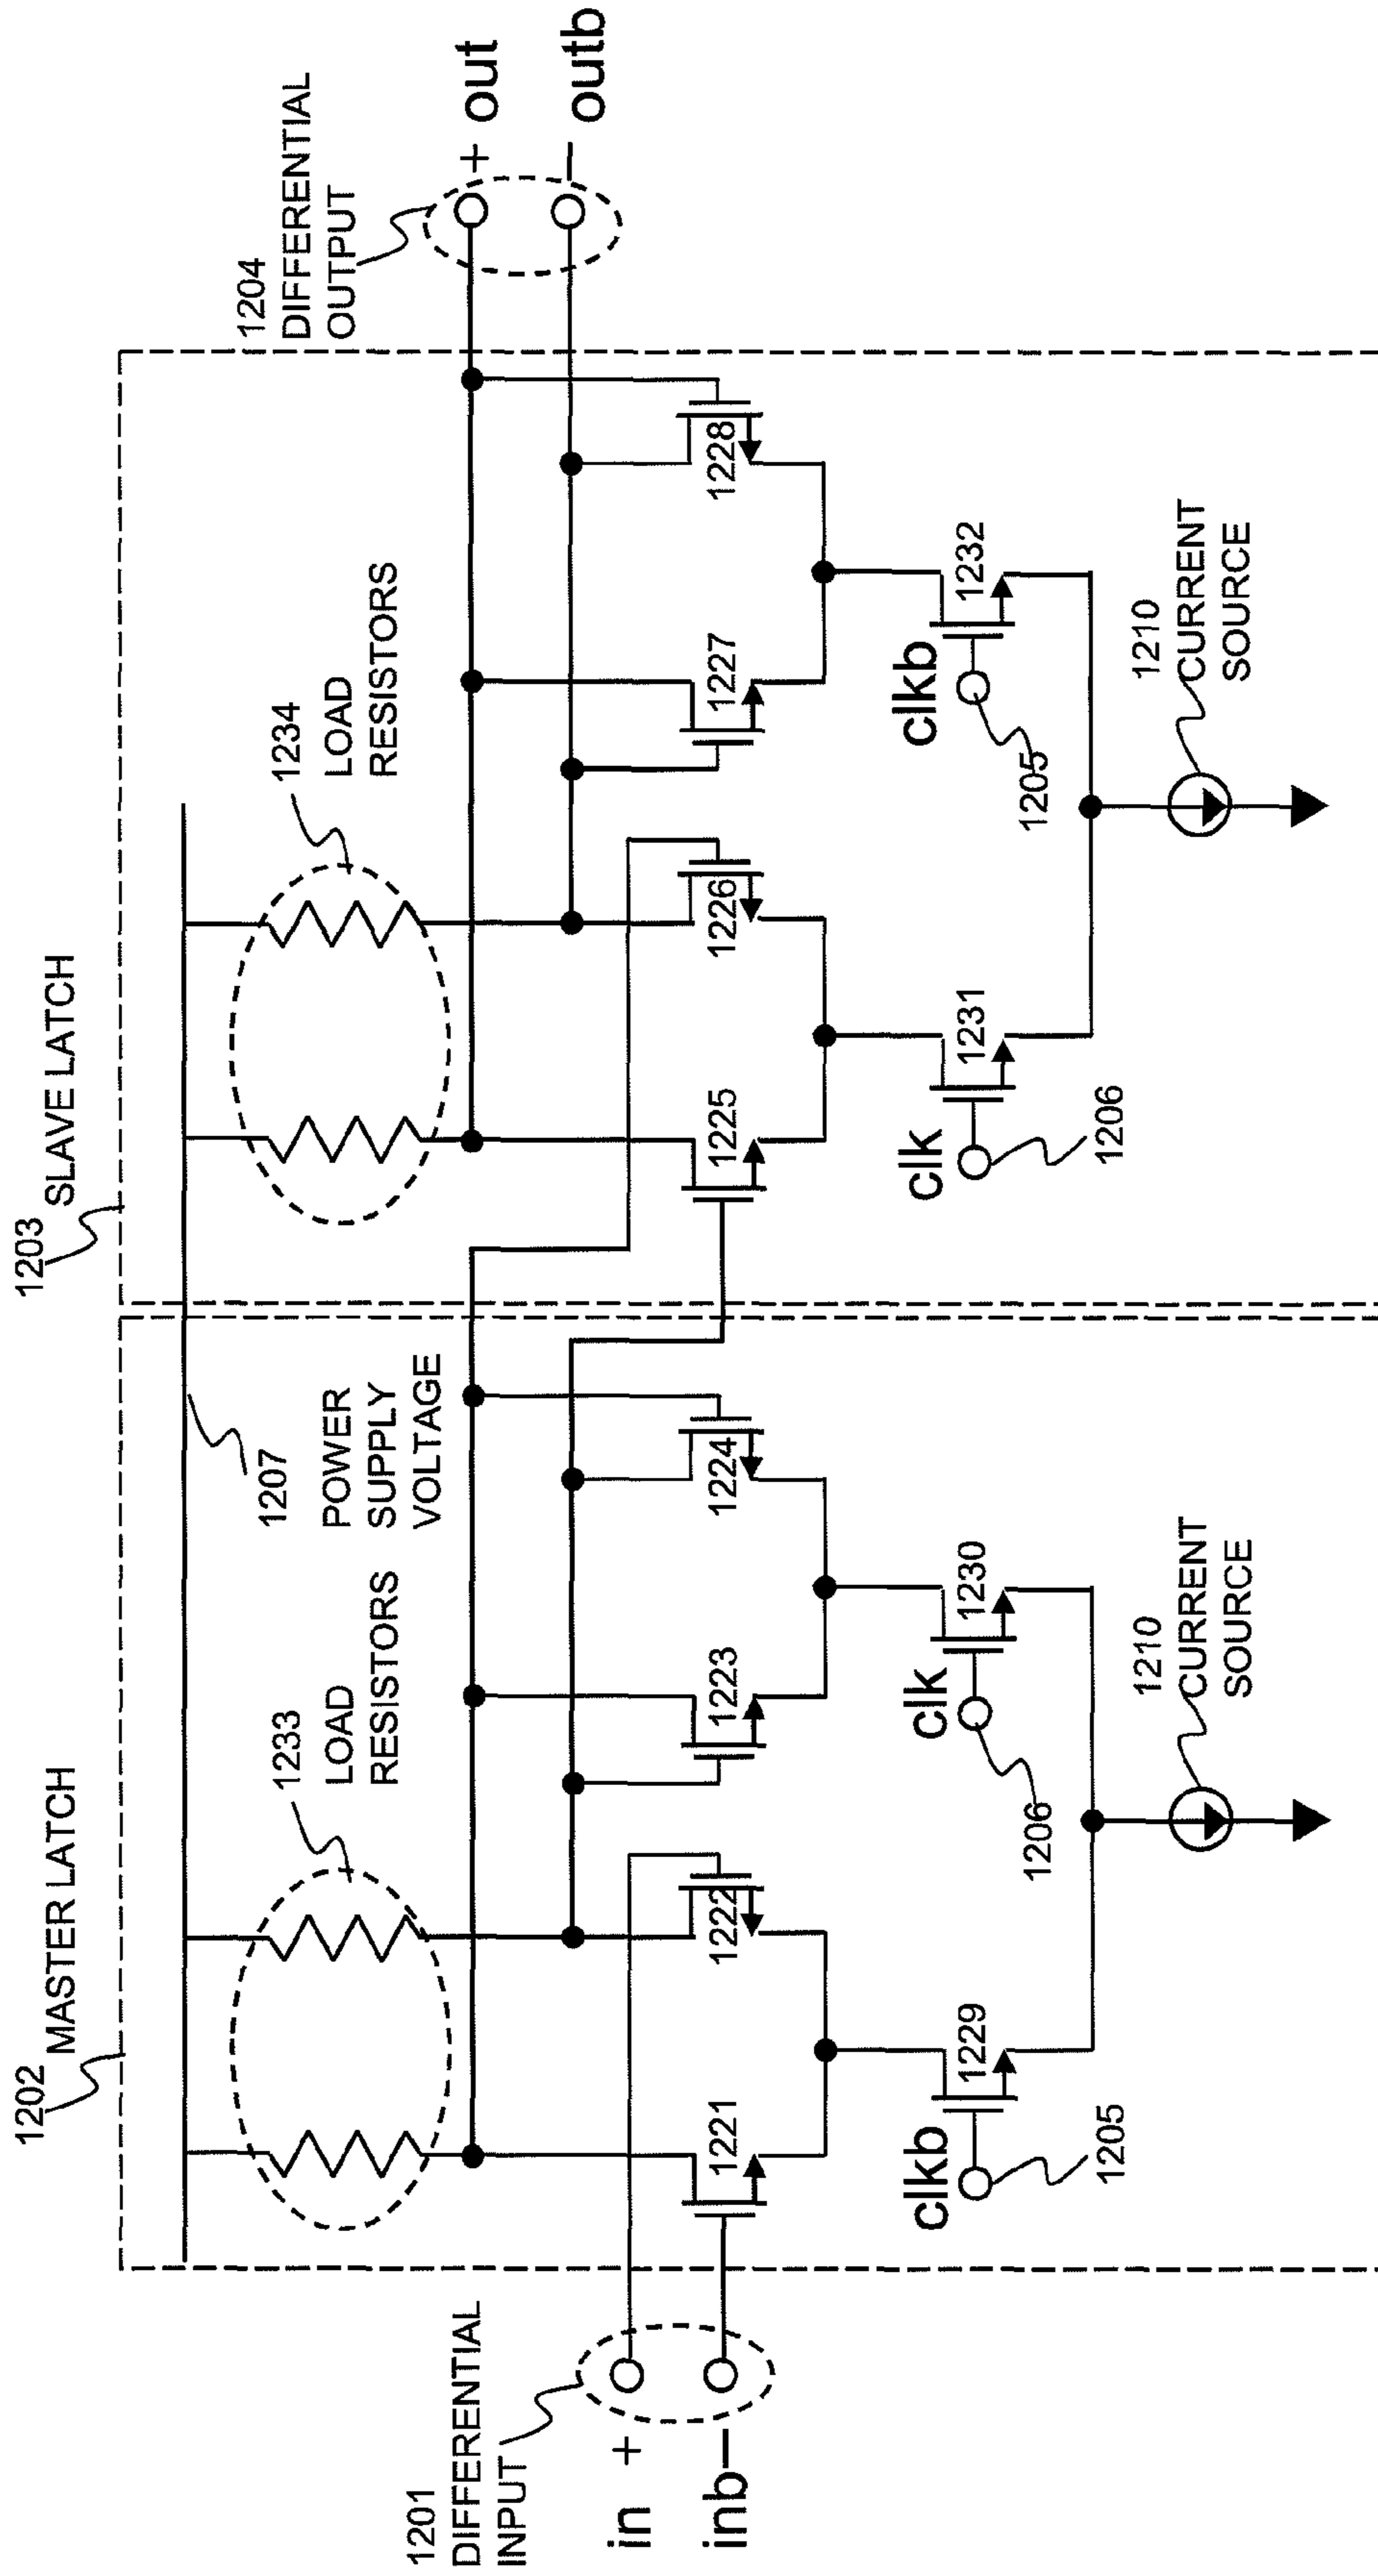 1202 MASTER LATCH
1203 SLAVE LATCH
1207
POWER
SUPPLY
VOLTAGE
1233
LOAD
RESISTORS
1234
LOAD
RESISTORS
1204
DIFFERENTIAL
OUTPUT
+ out
− outb
1201
DIFFERENTIAL
INPUT
in +
inb−
1221
1222
1223
1224
1225
1226
1227
1228
clkb
1229
1205
clk
1230
1206
clk
1231
1206
clkb
1232
1205
1210
CURRENT
SOURCE
1210
CURRENT
SOURCE